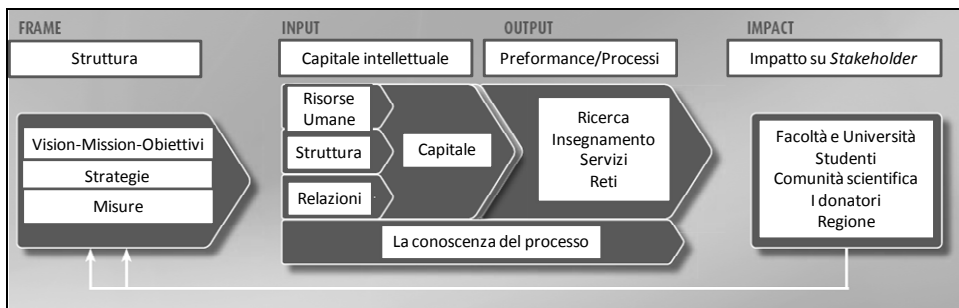 FRAME
INPUT
OUTPUT
IMPACT
Struttura
Capitale intellettuale
Preformance/Processi
Impatto su Stakeholder
Vision-Mission-Obiettivi
Strategie
Misure
Risorse
Umane
Struttura
Relazioni
Capitale
Ricerca
Insegnamento
Servizi
Reti
La conoscenza del processo
Facoltà e Università
Studenti
Comunità scientifica
I donatori
Regione